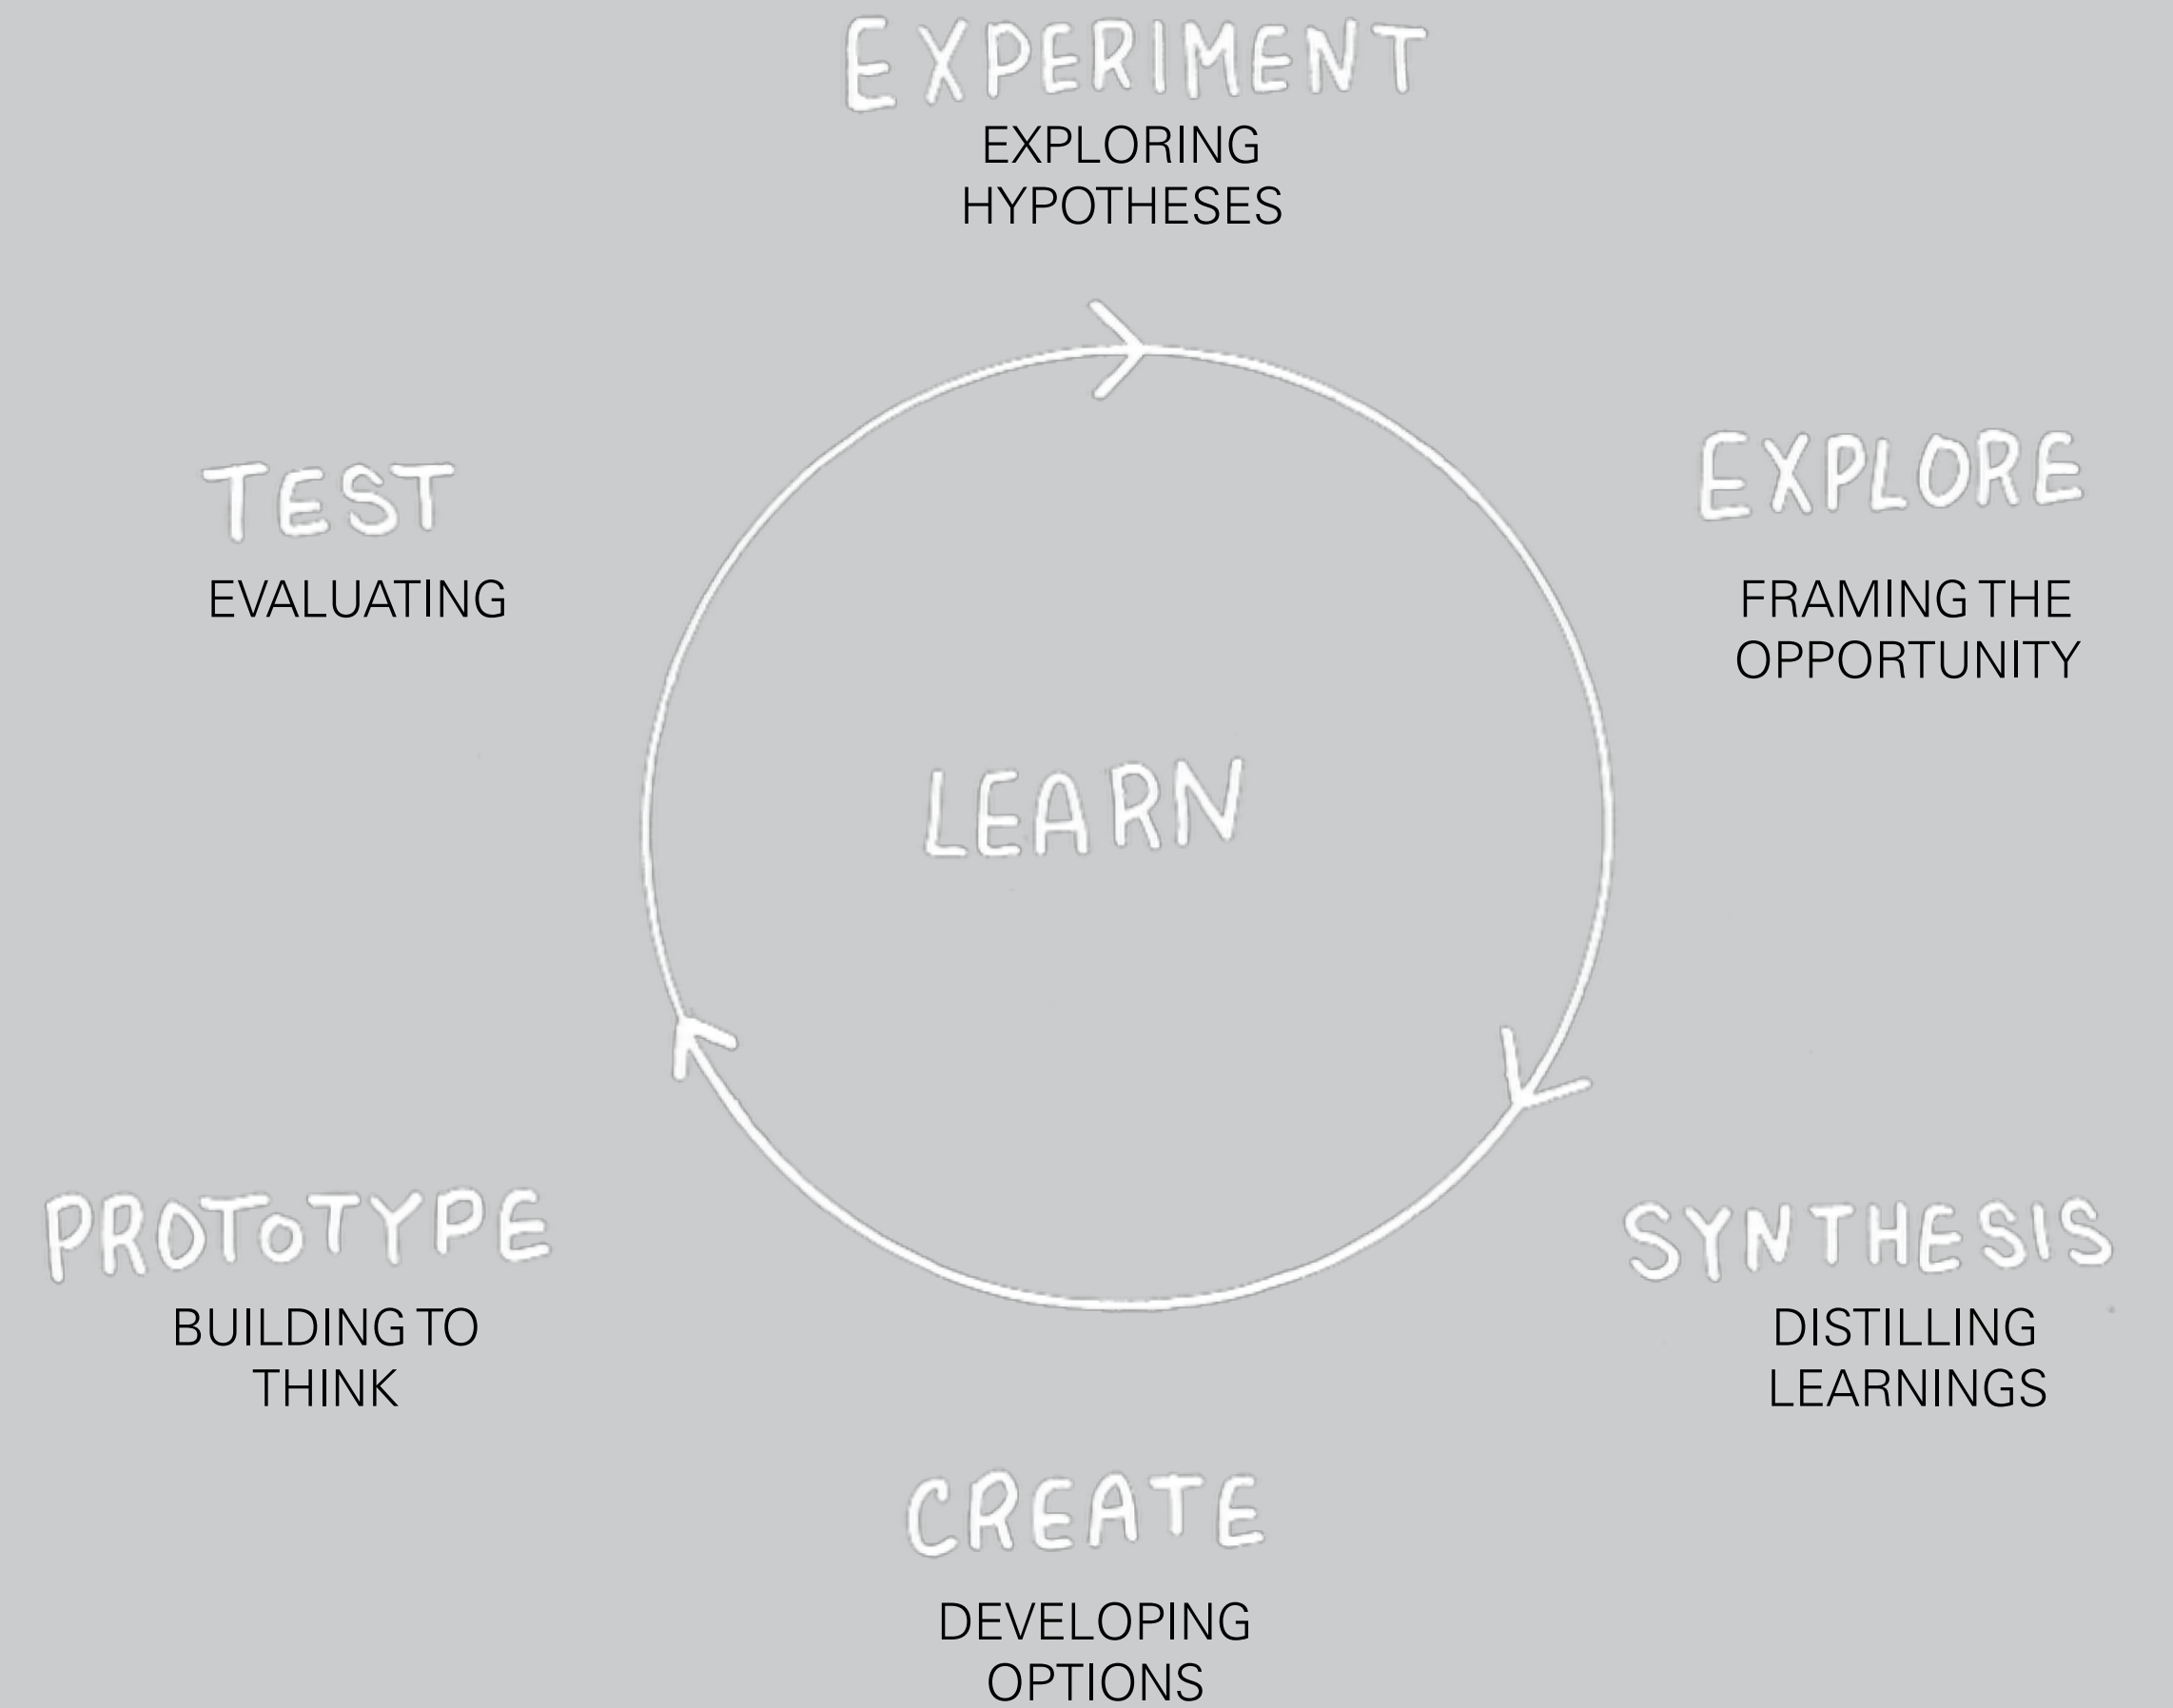 EXPERIMENT
EXPLORING
HYPOTHESES
EXPLORE
FRAMING THE
OPPORTUNITY
SYNTHESIS
DISTILLING
LEARNINGS
CREATE
DEVELOPING
OPTIONS
PROTOTYPE
BUILDING TO
THINK
TEST
EVALUATING
LEARN